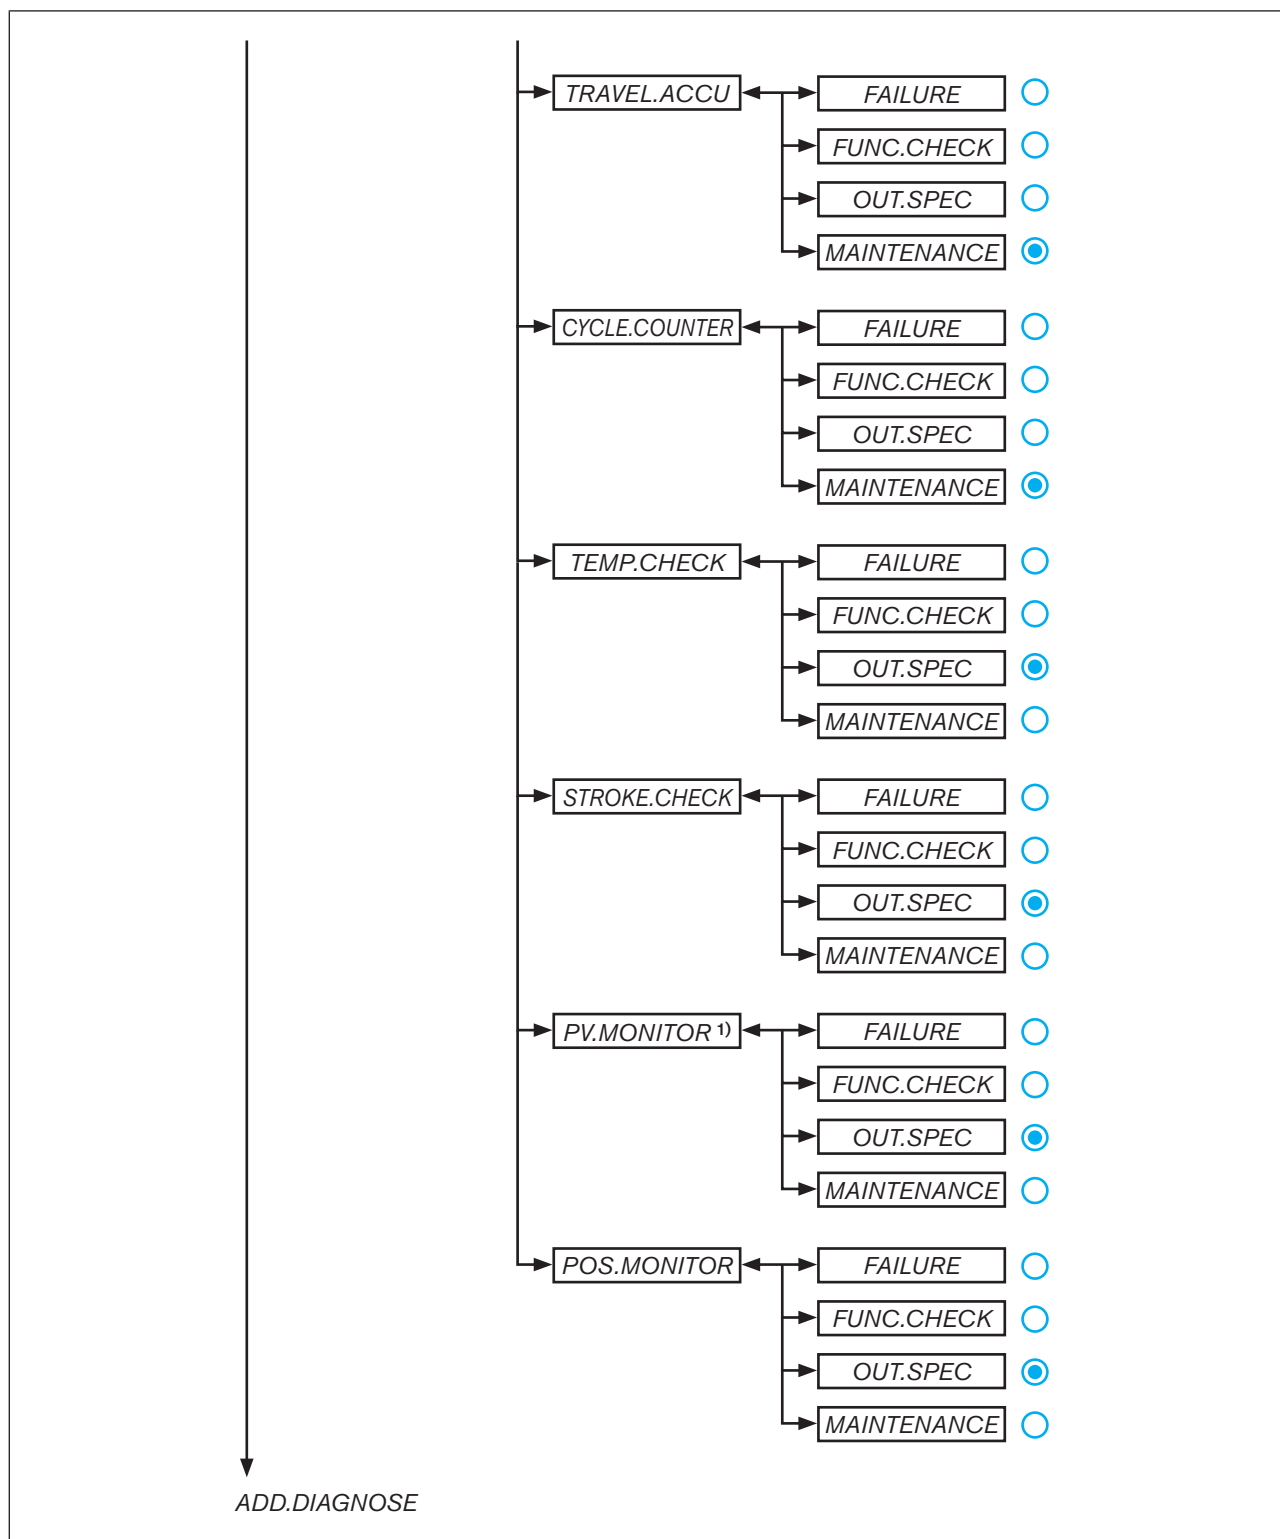 TRAVEL.ACCU FAILURE
FUNC.CHECK
OUT.SPEC
MAINTENANCE
CYCLE.COUNTER FAILURE
FUNC.CHECK
OUT.SPEC
MAINTENANCE
TEMP.CHECK FAILURE
FUNC.CHECK
OUT.SPEC
MAINTENANCE
STROKE.CHECK FAILURE
FUNC.CHECK
OUT.SPEC
MAINTENANCE
PV.MONITOR 1) FAILURE
FUNC.CHECK
OUT.SPEC
MAINTENANCE
POS.MONITOR FAILURE
FUNC.CHECK
OUT.SPEC
MAINTENANCE
ADD.DIAGNOSE